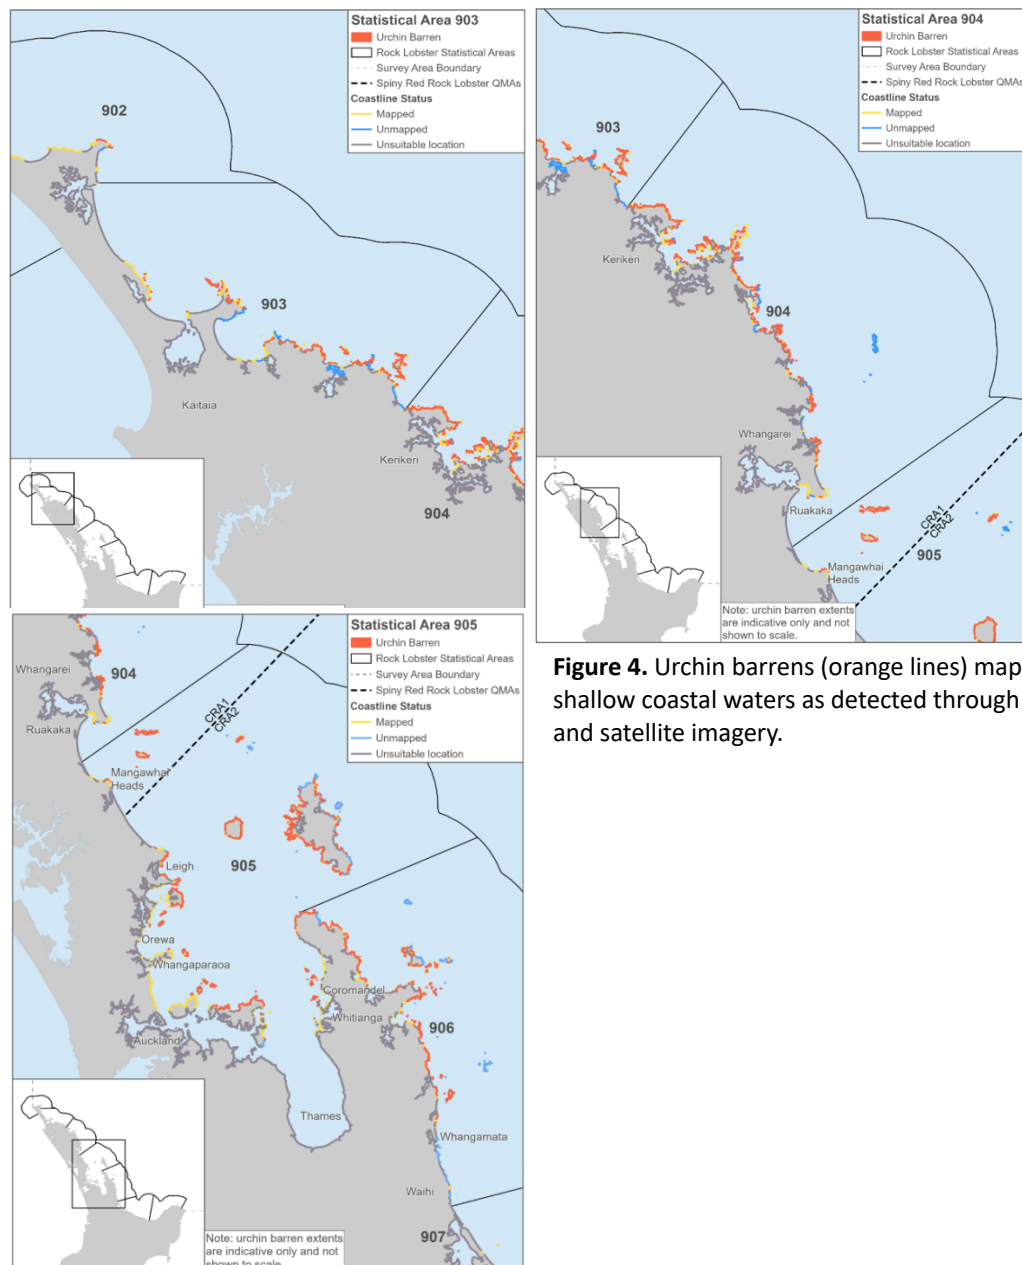 Statistical Area 903
Urchin Barren
Rock Lobster Statistical Areas
Survey Area Boundary
Spiny Red Rock Lobster QMAs
Coastline Status
Mapped
Unmapped
Unsuitable location
902
903
Kaitaia
Kerikeri
904
Statistical Area 904
Urchin Barren
Rock Lobster Statistical Areas
Survey Area Boundary
Spiny Red Rock Lobster QMAs
Coastline Status
Mapped
Unmapped
Unsuitable location
903
Kerikeri
904
Whangarei
Ruakaka
CRA1
CRA2
905
Mangawhai
Heads
Note: urchin barren extents
are indicative only and not
shown to scale.
Statistical Area 905
Urchin Barren
Rock Lobster Statistical Areas
Survey Area Boundary
Spiny Red Rock Lobster QMAs
Coastline Status
Mapped
Unmapped
Unsuitable location
Whangarei
904
Ruakaka
CRA1
CRA2
Mangawhai
Heads
Leigh
905
Orewa
Whangaparaoa
Coromandel
Whitianga
906
Auckland
Thames
Whangamata
Waihi
907
Note: urchin barren extents
are indicative only and not
shown to scale.
Figure 4. Urchin barrens (orange lines) map
shallow coastal waters as detected through
and satellite imagery.